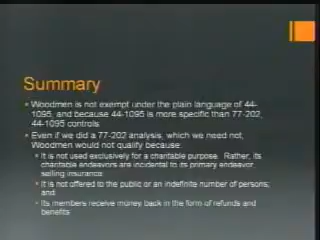 Summary
Woodmen is not exempt under the plain language of 44-
1095, and because 44-1095 is more specific than 77-202,
44-1095 controls
Even if we did a 77-202 analysis, which we need not,
Woodmen would not qualify because
It is not used exclusively for a charitable purpose. Rather, its
charitable endeavors are incidental to its primary endeavor,
selling insurance
It is not offered to the public or an indefinite number of persons;
and
Its members receive money back in the form of refunds and
benefits